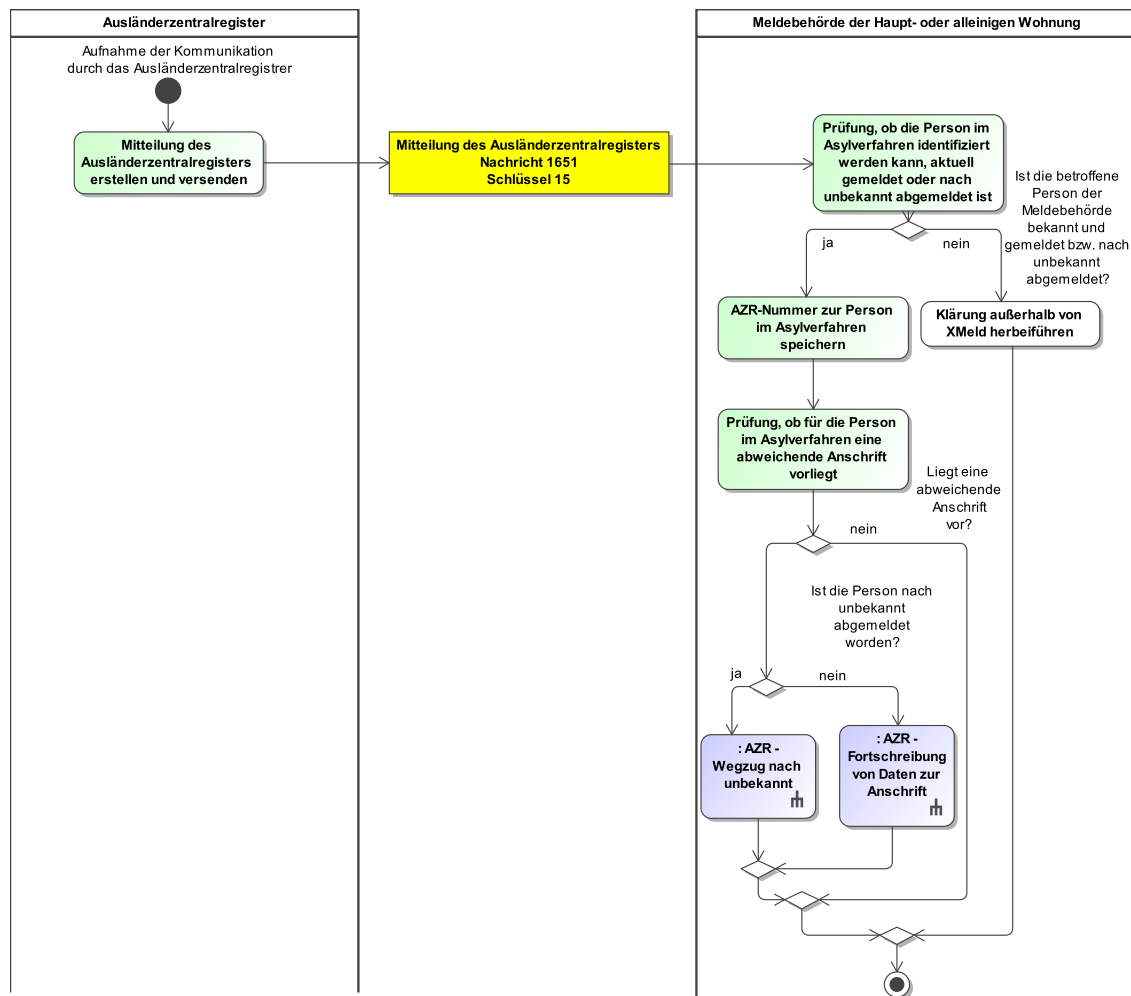 Ausländerzentralregister
Meldebehörde der Haupt- oder alleinigen Wohnung
Aufnahme der Kommunikation
durch das Ausländerzentralregistrer
Mitteilung des
Ausländerzentralregisters
erstellen und versenden
Mitteilung des Ausländerzentralregisters
Nachricht 1651
Schlüssel 15
Prüfung, ob die Person im
Asylverfahren identifiziert
werden kann, aktuell
gemeldet oder nach
unbekannt abgemeldet ist
Ist die betroffene
Person der
Meldebehörde
bekannt und
gemeldet bzw. nach
unbekannt
abgemeldet?
ja
nein
AZR-Nummer zur Person
im Asylverfahren
speichern
Klärung außerhalb von
XMeld herbeiführen
Prüfung, ob für die Person
im Asylverfahren eine
abweichende Anschrift
vorliegt
Liegt eine
abweichende
Anschrift
vor?
nein
Ist die Person nach
unbekannt
abgemeldet
worden?
ja
nein
: AZR -
Wegzug nach
unbekannt
: AZR -
Fortschreibung
von Daten zur
Anschrift